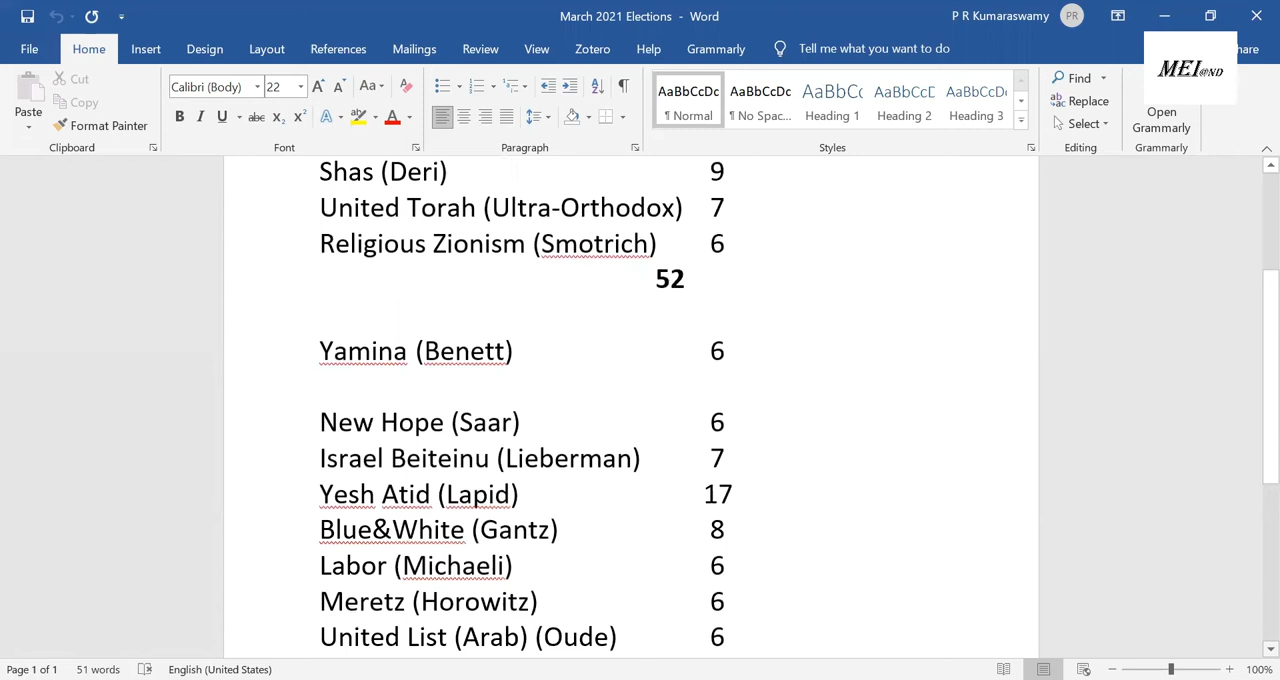 March 2021 Elections - Word
P R Kumaraswamy
PR
File Home Insert Design Layout References Mailings Review View Zotero Help Grammarly Tell me what you want to do
MEI@ND
Paste
Cut
Copy
Format Painter
Clipboard
Calibri (Body) 22
Font
Paragraph
AaBbCcDc AaBbCcDc AaBbCc AaBbCcD AaBbCcDc
¶ Normal ¶ No Spac... Heading 1 Heading 2 Heading 3
Styles
Find
Replace
Select
Editing
Open
Grammarly
Grammarly
Shas (Deri) 9
United Torah (Ultra-Orthodox) 7
Religious Zionism (Smotrich) 6
52
Yamina (Benett) 6
New Hope (Saar) 6
Israel Beiteinu (Lieberman) 7
Yesh Atid (Lapid) 17
Blue&White (Gantz) 8
Labor (Michaeli) 6
Meretz (Horowitz) 6
United List (Arab) (Oude) 6
Page 1 of 1 51 words English (United States) 100%